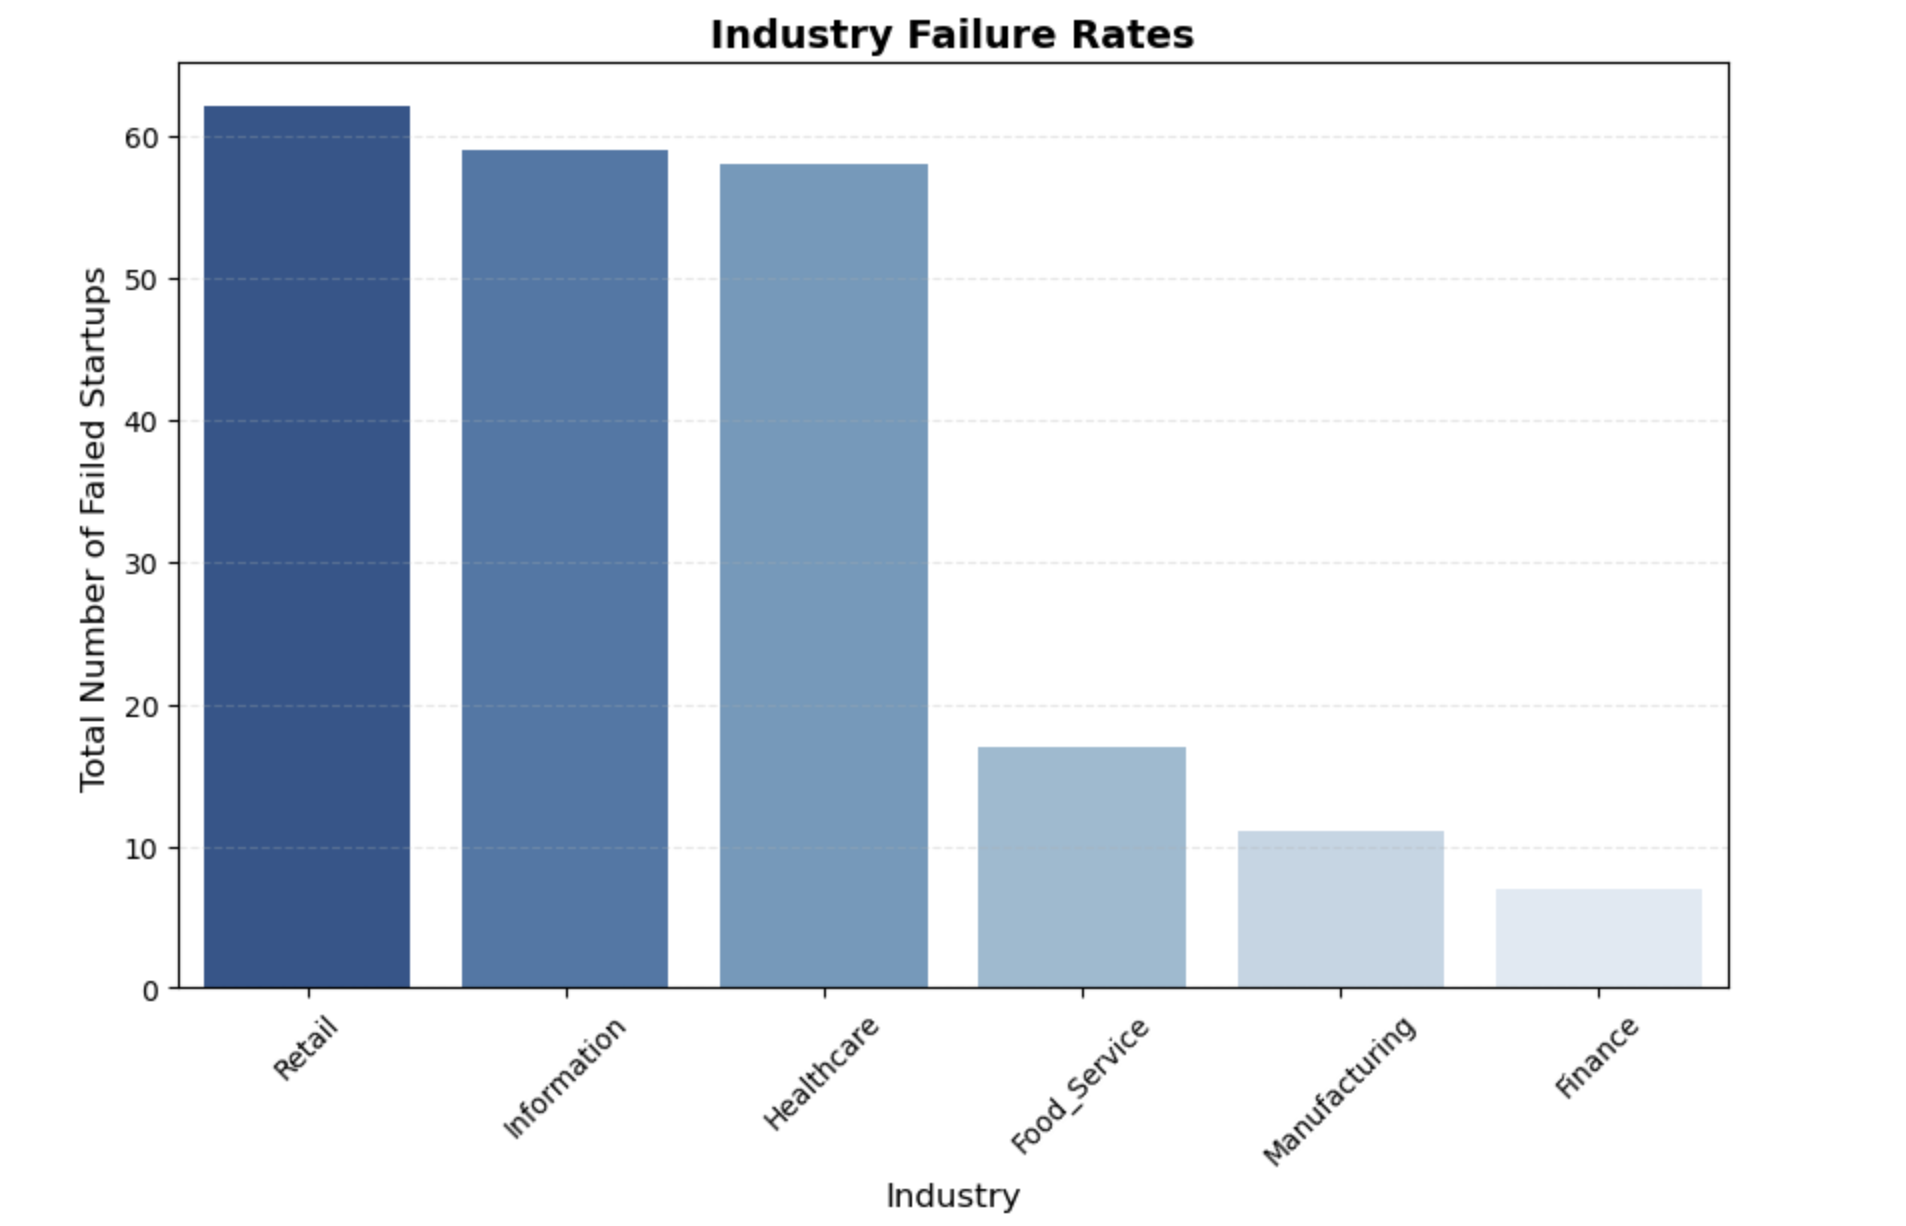 Industry Failure Rates
Total Number of Failed Startups
60
50
40
30
20
10
0
Retail
Information
Healthcare
Food_Service
Manufacturing
Finance
Industry